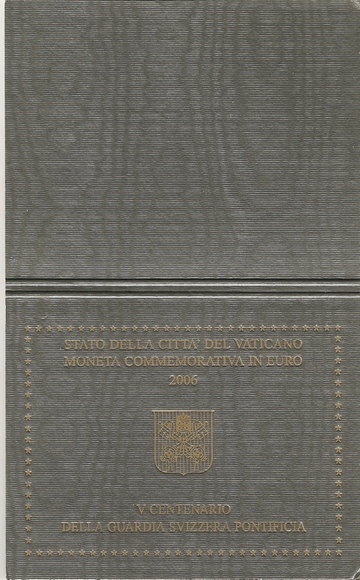 STATO DELLA CITTA' DEL VATICANO
MONETA COMMEMORATIVA IN EURO
2006
V CENTENARIO
DELLA GUARDIA SVIZZERA PONTIFICIA